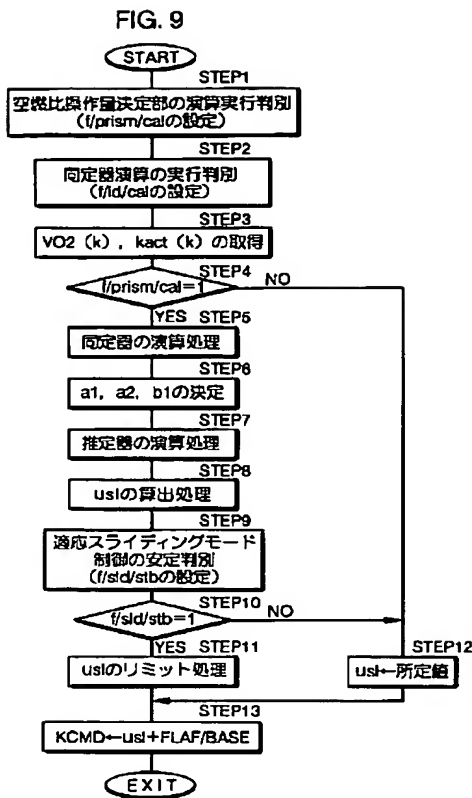 FIG. 9
START
STEP1
空燃比操作量決定部の演算実行判別
(f/prism/calの設定)
STEP2
同定器演算の実行判別
(f/id/calの設定)
STEP3
VO2 (k) , kact (k) の取得
STEP4
f/prism/cal=1
NO
YES
STEP5
同定器の演算処理
STEP6
a1, a2, b1の決定
STEP7
推定器の演算処理
STEP8
uslの算出処理
STEP9
適応スライディングモード
制御の安定判別
(f/sld/stbの設定)
STEP10
f/sld/stb=1
NO
YES
STEP11
uslのリミット処理
STEP12
usl←所定値
STEP13
KCMD←usl+FLAF/BASE
EXIT